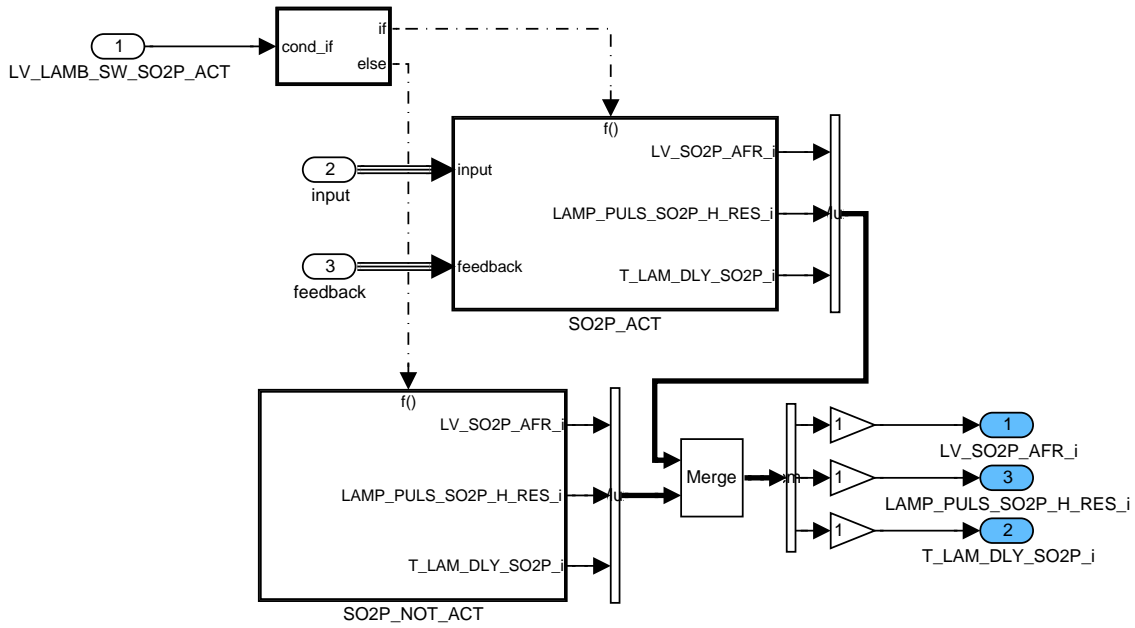 1
LV_LAMB_SW_SO2P_ACT
cond_if
if
else
2
input
3
feedback
f()
input
feedback
LV_SO2P_AFR_i
LAMP_PULS_SO2P_H_RES_i
T_LAM_DLY_SO2P_i
SO2P_ACT
f()
LV_SO2P_AFR_i
LAMP_PULS_SO2P_H_RES_i
T_LAM_DLY_SO2P_i
SO2P_NOT_ACT
Merge
1
1
1
1
LV_SO2P_AFR_i
3
LAMP_PULS_SO2P_H_RES_i
2
T_LAM_DLY_SO2P_i